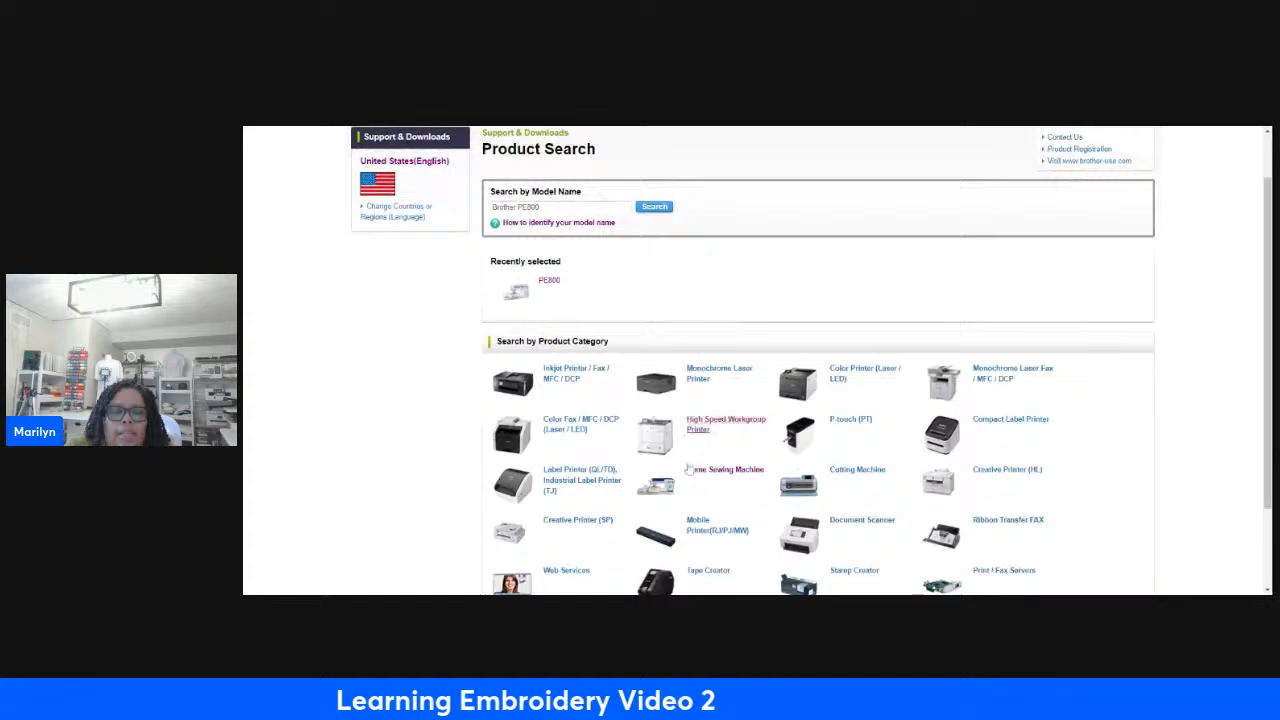 Support & Downloads
United States(English)
Change Countries or
Regions (Language)
Support & Downloads
Product Search
Contact Us
Product Registration
Visit www.brother-usa.com
Search by Model Name
Brother PE800
Search
How to identify your model name
Recently selected
PE800
Search by Product Category
Inkjet Printer / Fax /
MFC / DCP
Monochrome Laser
Printer
Color Printer (Laser /
LED)
Monochrome Laser Fax
/ MFC / DCP
Color Fax / MFC / DCP
(Laser / LED)
High Speed Workgroup
Printer
P-touch (PT)
Compact Label Printer
Label Printer (QL/TD),
Industrial Label Printer
(TJ)
Sewing Machine
Cutting Machine
Creative Printer (HL)
Creative Printer (SP)
Mobile
Printer(RJ/PJ/MW)
Document Scanner
Ribbon Transfer FAX
Web Services
Tape Creator
Stamp Creator
Print / Fax Servers
Marilyn
Learning Embroidery Video 2